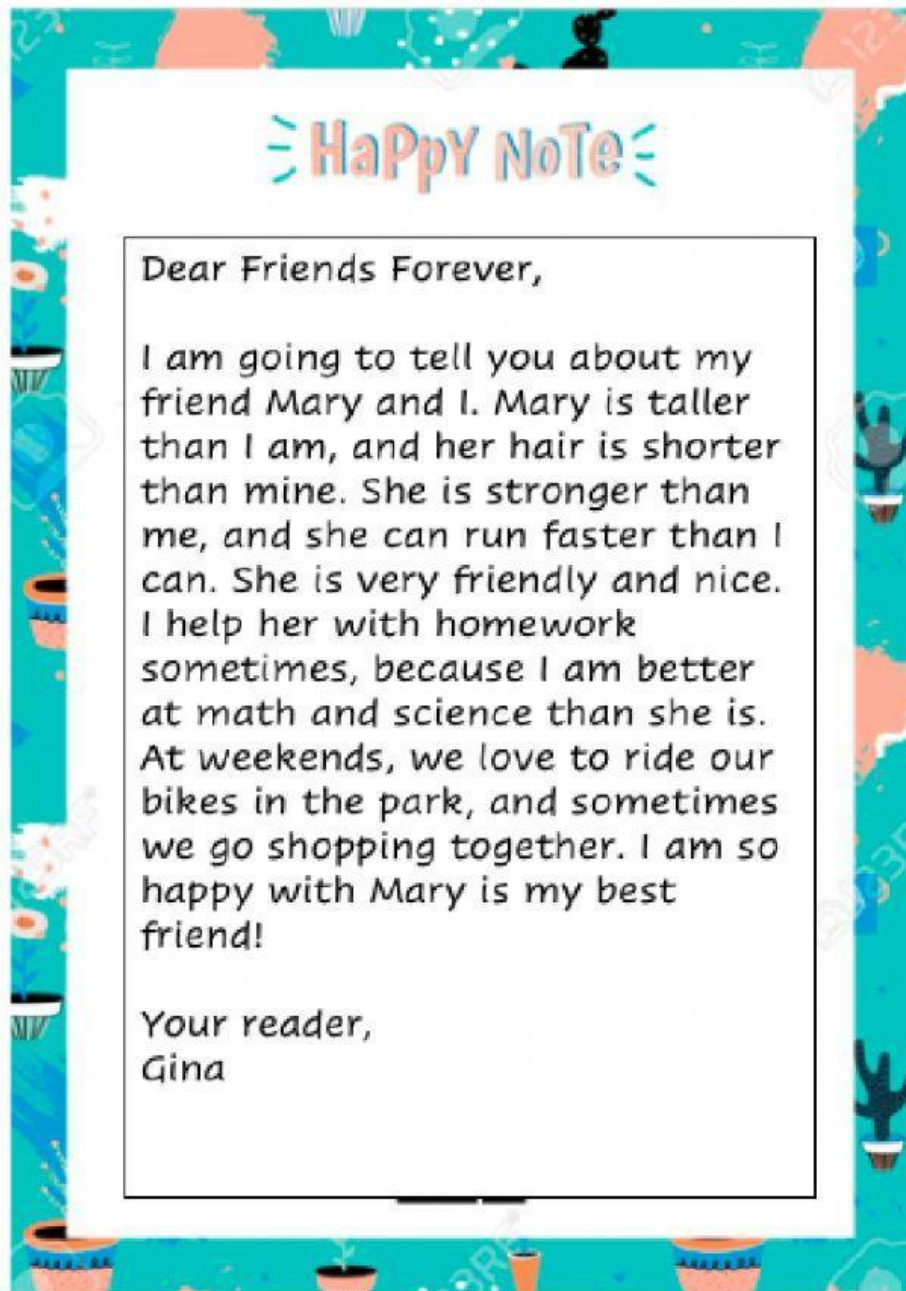 HaPpY NoTe
Dear Friends Forever,
I am going to tell you about my
friend Mary and I. Mary is taller
than I am, and her hair is shorter
than mine. She is stronger than
me, and she can run faster than I
can. She is very friendly and nice.
I help her with homework
sometimes, because I am better
at math and science than she is.
At weekends, we love to ride our
bikes in the park, and sometimes
we go shopping together. I am so
happy with Mary is my best
friend!
Your reader,
Gina